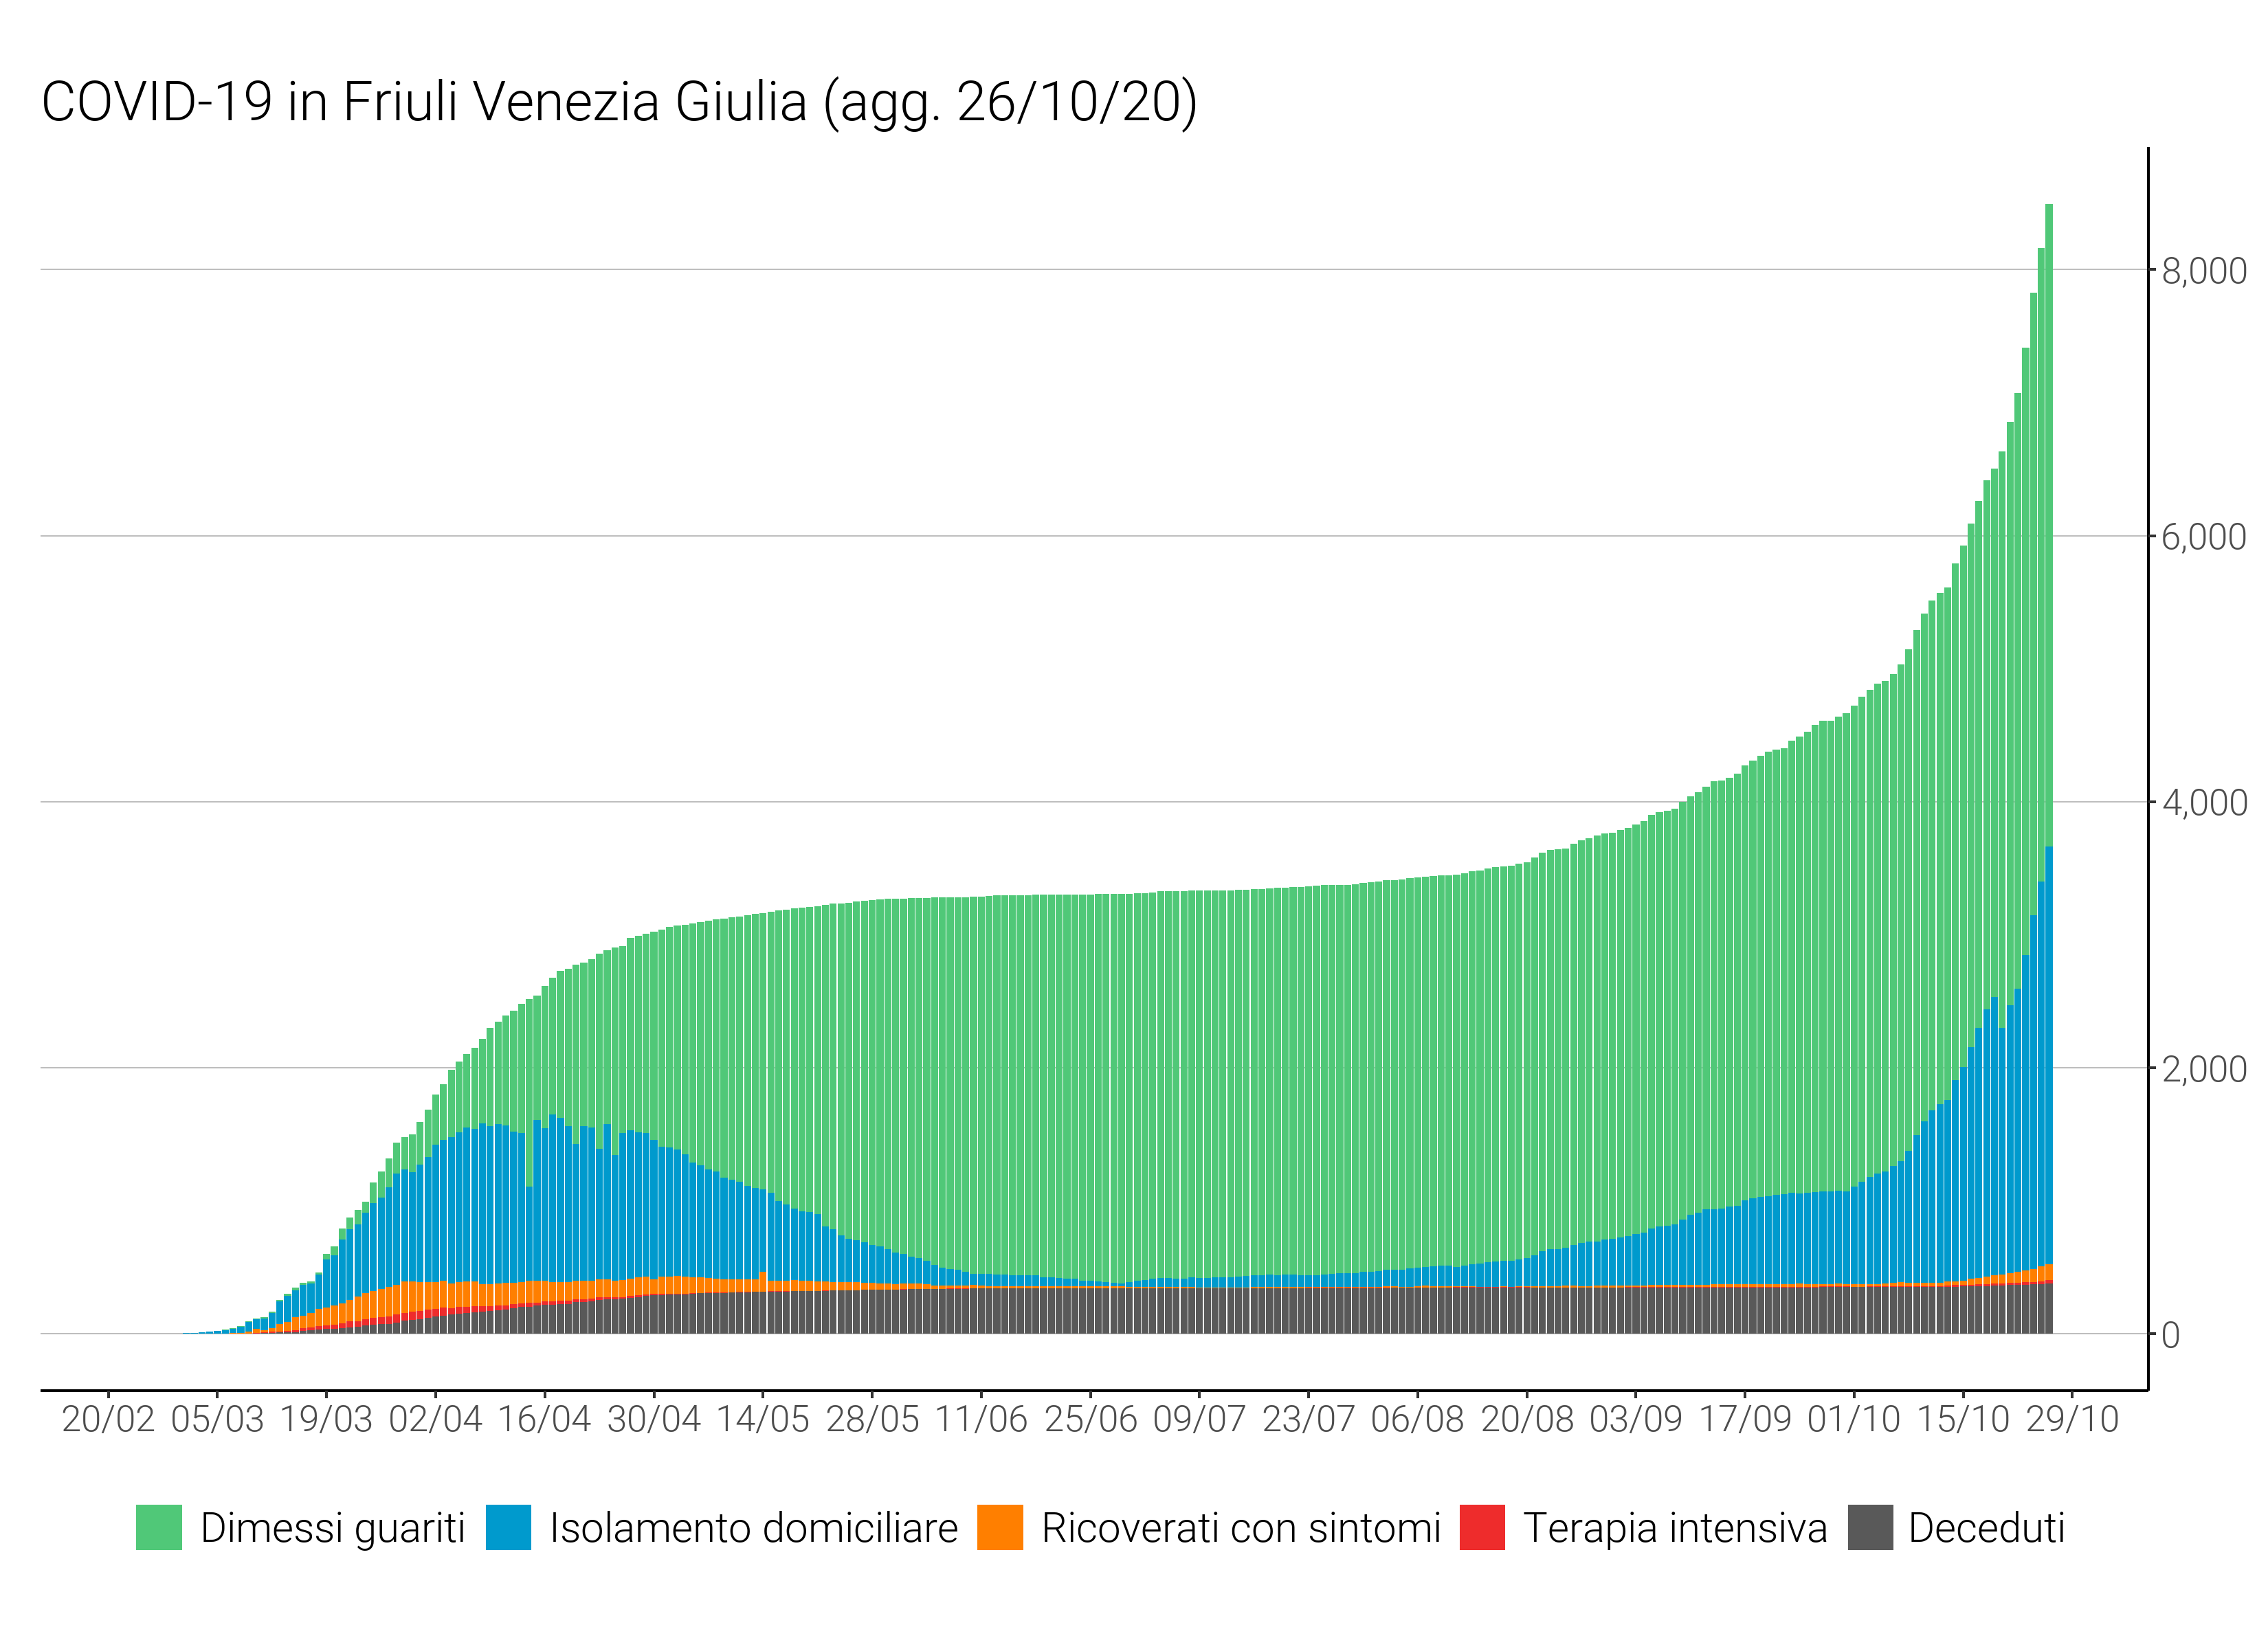 COVID-19 in Friuli Venezia Giulia (agg. 26/10/20)
8,000
6,000
4,000
2,000
0
20/02 05/03 19/03 02/04 16/04 30/04 14/05 28/05 11/06 25/06 09/07 23/07 06/08 20/08 03/09 17/09 01/10 15/10 29/10
Dimessi guariti Isolamento domiciliare Ricoverati con sintomi Terapia intensiva Deceduti